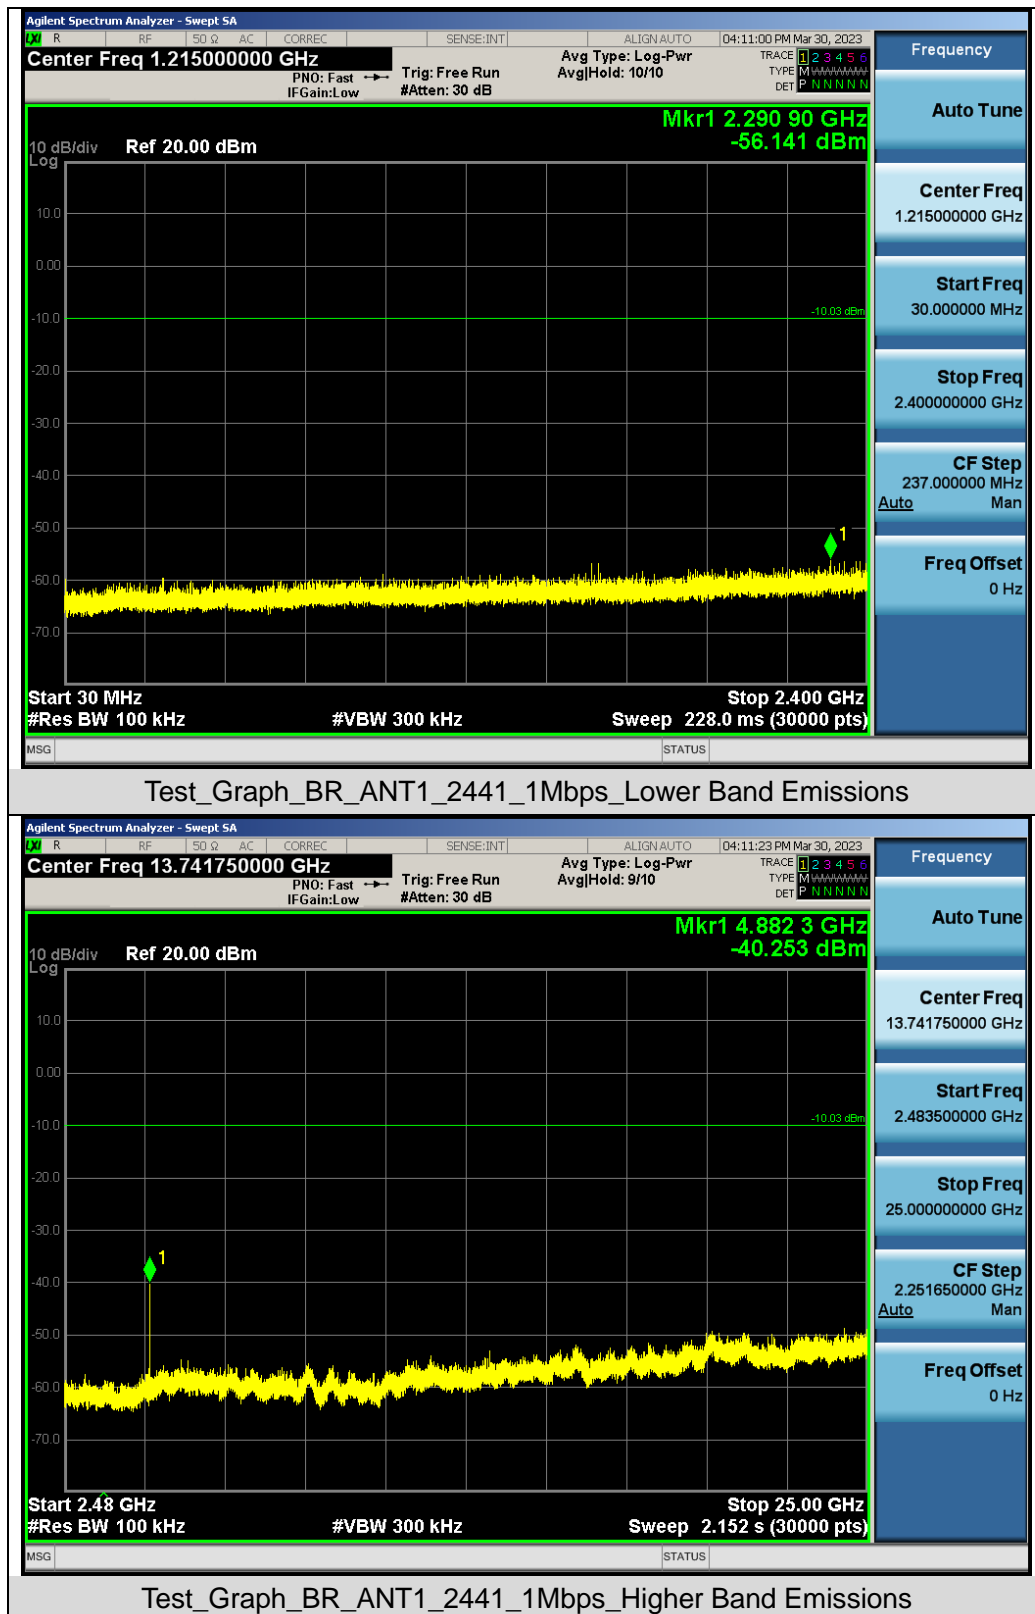 Agilent Spectrum Analyzer - Swept SA
LXI R RF 50 Ω AC CORREC SENSE:INT ALIGN AUTO 04:11:00 PM Mar 30, 2023
Center Freq 1.215000000 GHz
PNO: Fast
IFGain:Low
Trig: Free Run
#Atten: 30 dB
Avg Type: Log-Pwr
Avg|Hold: 10/10
TRACE 1 2 3 4 5 6
TYPE M WWWWW
DET P N N N N N
Mkr1 2.290 90 GHz
-56.141 dBm
10 dB/div Ref 20.00 dBm
Log
10.0
0.00
-10.0
-10.03 dBm
-20.0
-30.0
-40.0
-50.0
1
-60.0
-70.0
Start 30 MHz Stop 2.400 GHz
#Res BW 100 kHz #VBW 300 kHz Sweep 228.0 ms (30000 pts)
MSG STATUS
Frequency
Auto Tune
Center Freq
1.215000000 GHz
Start Freq
30.000000 MHz
Stop Freq
2.400000000 GHz
CF Step
237.000000 MHz
Auto Man
Freq Offset
0 Hz
Test_Graph_BR_ANT1_2441_1Mbps_Lower Band Emissions
Agilent Spectrum Analyzer - Swept SA
LXI R RF 50 Ω AC CORREC SENSE:INT ALIGN AUTO 04:11:23 PM Mar 30, 2023
Center Freq 13.741750000 GHz
PNO: Fast
IFGain:Low
Trig: Free Run
#Atten: 30 dB
Avg Type: Log-Pwr
Avg|Hold: 9/10
TRACE 1 2 3 4 5 6
TYPE M WWWWW
DET P N N N N N
Mkr1 4.882 3 GHz
-40.253 dBm
10 dB/div Ref 20.00 dBm
Log
10.0
0.00
-10.0
-10.03 dBm
-20.0
-30.0
1
-40.0
-50.0
-60.0
-70.0
Start 2.48 GHz Stop 25.00 GHz
#Res BW 100 kHz #VBW 300 kHz Sweep 2.152 s (30000 pts)
MSG STATUS
Frequency
Auto Tune
Center Freq
13.741750000 GHz
Start Freq
2.483500000 GHz
Stop Freq
25.000000000 GHz
CF Step
2.251650000 GHz
Auto Man
Freq Offset
0 Hz
Test_Graph_BR_ANT1_2441_1Mbps_Higher Band Emissions